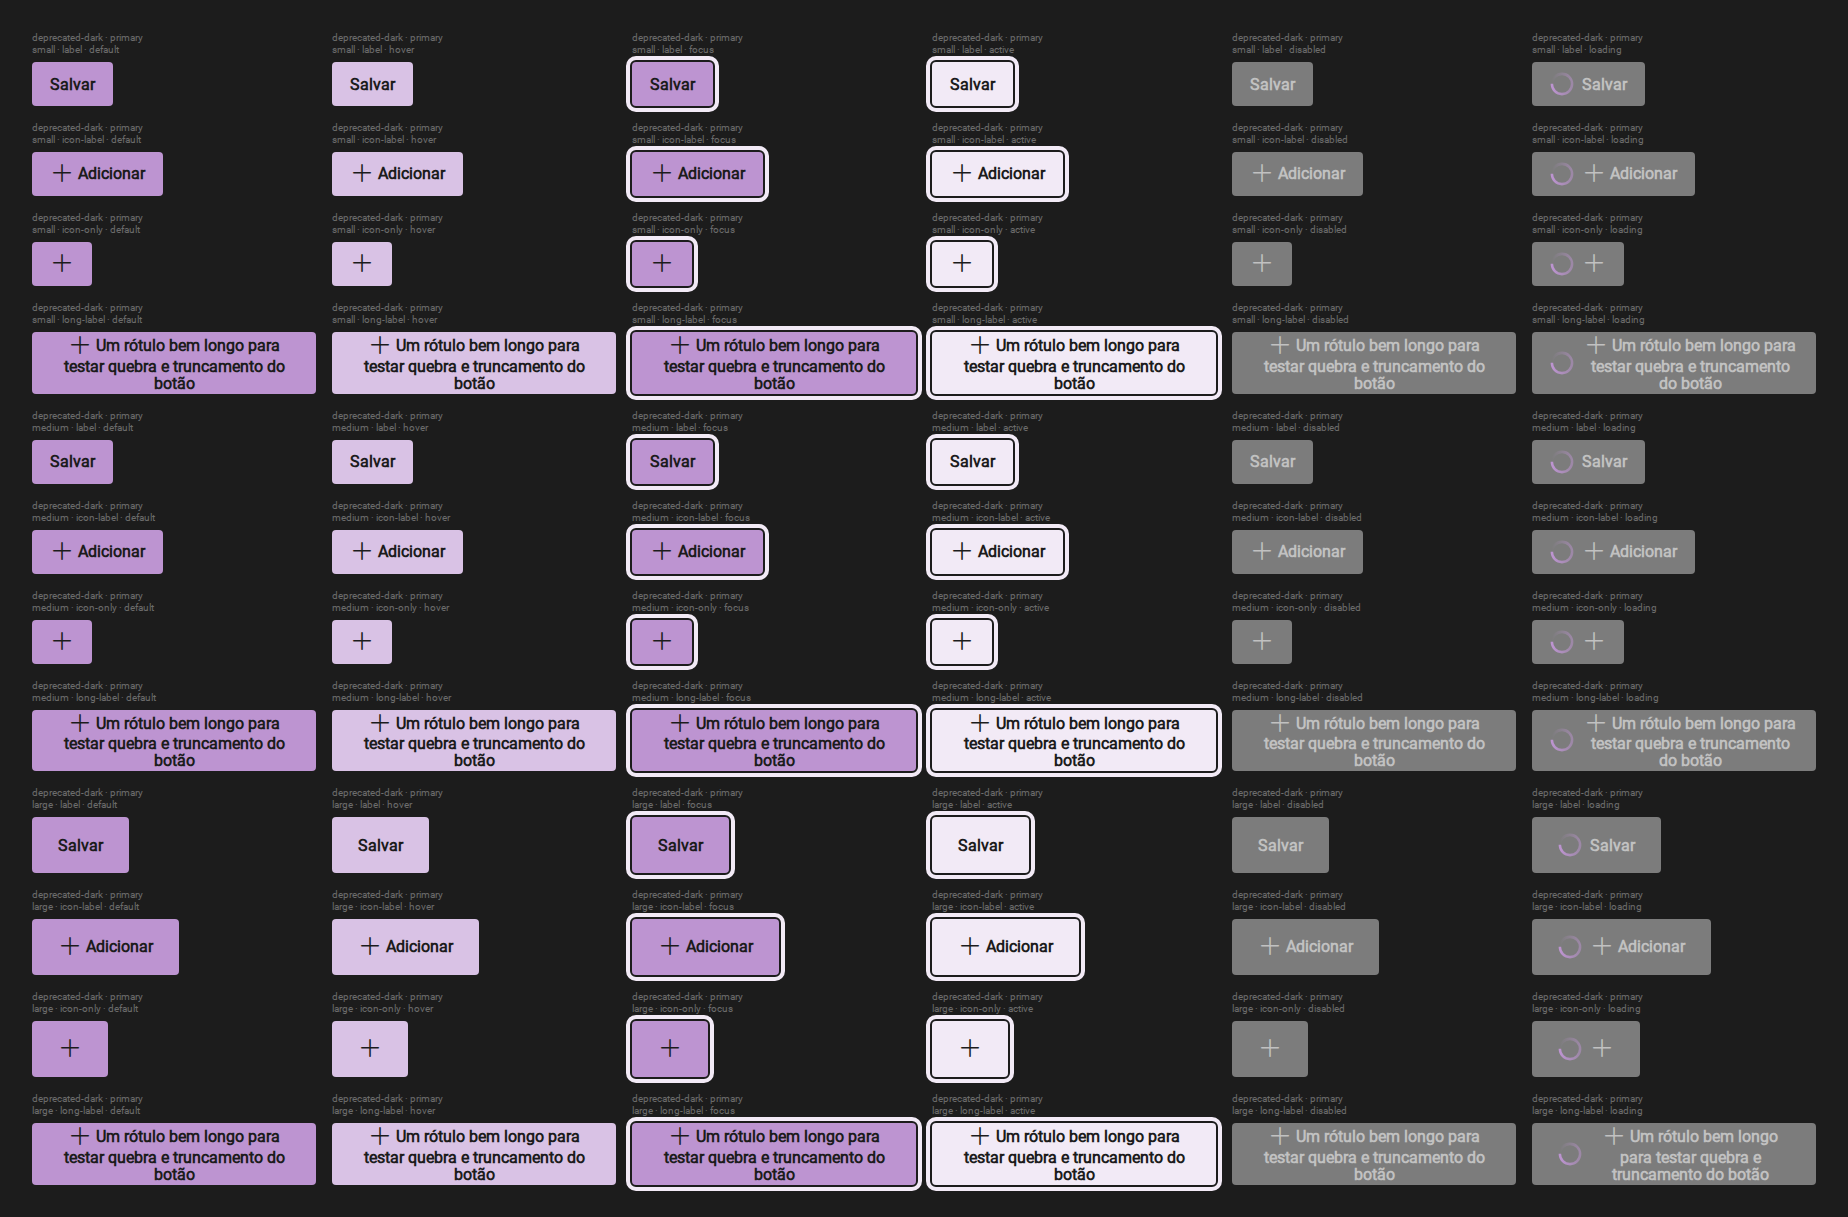 deprecated-dark · primary
small · label · default
Salvar
deprecated-dark · primary
small · label · hover
Salvar
deprecated-dark · primary
small · label · focus
Salvar
deprecated-dark · primary
small · label · active
Salvar
deprecated-dark · primary
small · label · disabled
Salvar
deprecated-dark · primary
small · label · loading
Salvar
deprecated-dark · primary
small · icon-label · default
Adicionar
deprecated-dark · primary
small · icon-label · hover
Adicionar
deprecated-dark · primary
small · icon-label · focus
Adicionar
deprecated-dark · primary
small · icon-label · active
Adicionar
deprecated-dark · primary
small · icon-label · disabled
Adicionar
deprecated-dark · primary
small · icon-label · loading
Adicionar
deprecated-dark · primary
small · icon-only · default
deprecated-dark · primary
small · icon-only · hover
deprecated-dark · primary
small · icon-only · focus
deprecated-dark · primary
small · icon-only · active
deprecated-dark · primary
small · icon-only · disabled
deprecated-dark · primary
small · icon-only · loading
deprecated-dark · primary
small · long-label · default
Um rótulo bem longo para
testar quebra e truncamento do
botão
deprecated-dark · primary
small · long-label · hover
Um rótulo bem longo para
testar quebra e truncamento do
botão
deprecated-dark · primary
small · long-label · focus
Um rótulo bem longo para
testar quebra e truncamento do
botão
deprecated-dark · primary
small · long-label · active
Um rótulo bem longo para
testar quebra e truncamento do
botão
deprecated-dark · primary
small · long-label · disabled
Um rótulo bem longo para
testar quebra e truncamento do
botão
deprecated-dark · primary
small · long-label · loading
Um rótulo bem longo para
testar quebra e truncamento
do botão
deprecated-dark · primary
medium · label · default
Salvar
deprecated-dark · primary
medium · label · hover
Salvar
deprecated-dark · primary
medium · label · focus
Salvar
deprecated-dark · primary
medium · label · active
Salvar
deprecated-dark · primary
medium · label · disabled
Salvar
deprecated-dark · primary
medium · label · loading
Salvar
deprecated-dark · primary
medium · icon-label · default
Adicionar
deprecated-dark · primary
medium · icon-label · hover
Adicionar
deprecated-dark · primary
medium · icon-label · focus
Adicionar
deprecated-dark · primary
medium · icon-label · active
Adicionar
deprecated-dark · primary
medium · icon-label · disabled
Adicionar
deprecated-dark · primary
medium · icon-label · loading
Adicionar
deprecated-dark · primary
medium · icon-only · default
deprecated-dark · primary
medium · icon-only · hover
deprecated-dark · primary
medium · icon-only · focus
deprecated-dark · primary
medium · icon-only · active
deprecated-dark · primary
medium · icon-only · disabled
deprecated-dark · primary
medium · icon-only · loading
deprecated-dark · primary
medium · long-label · default
Um rótulo bem longo para
testar quebra e truncamento do
botão
deprecated-dark · primary
medium · long-label · hover
Um rótulo bem longo para
testar quebra e truncamento do
botão
deprecated-dark · primary
medium · long-label · focus
Um rótulo bem longo para
testar quebra e truncamento do
botão
deprecated-dark · primary
medium · long-label · active
Um rótulo bem longo para
testar quebra e truncamento do
botão
deprecated-dark · primary
medium · long-label · disabled
Um rótulo bem longo para
testar quebra e truncamento do
botão
deprecated-dark · primary
medium · long-label · loading
Um rótulo bem longo para
testar quebra e truncamento
do botão
deprecated-dark · primary
large · label · default
Salvar
deprecated-dark · primary
large · label · hover
Salvar
deprecated-dark · primary
large · label · focus
Salvar
deprecated-dark · primary
large · label · active
Salvar
deprecated-dark · primary
large · label · disabled
Salvar
deprecated-dark · primary
large · label · loading
Salvar
deprecated-dark · primary
large · icon-label · default
Adicionar
deprecated-dark · primary
large · icon-label · hover
Adicionar
deprecated-dark · primary
large · icon-label · focus
Adicionar
deprecated-dark · primary
large · icon-label · active
Adicionar
deprecated-dark · primary
large · icon-label · disabled
Adicionar
deprecated-dark · primary
large · icon-label · loading
Adicionar
deprecated-dark · primary
large · icon-only · default
deprecated-dark · primary
large · icon-only · hover
deprecated-dark · primary
large · icon-only · focus
deprecated-dark · primary
large · icon-only · active
deprecated-dark · primary
large · icon-only · disabled
deprecated-dark · primary
large · icon-only · loading
deprecated-dark · primary
large · long-label · default
Um rótulo bem longo para
testar quebra e truncamento do
botão
deprecated-dark · primary
large · long-label · hover
Um rótulo bem longo para
testar quebra e truncamento do
botão
deprecated-dark · primary
large · long-label · focus
Um rótulo bem longo para
testar quebra e truncamento do
botão
deprecated-dark · primary
large · long-label · active
Um rótulo bem longo para
testar quebra e truncamento do
botão
deprecated-dark · primary
large · long-label · disabled
Um rótulo bem longo para
testar quebra e truncamento do
botão
deprecated-dark · primary
large · long-label · loading
Um rótulo bem longo
para testar quebra e
truncamento do botão